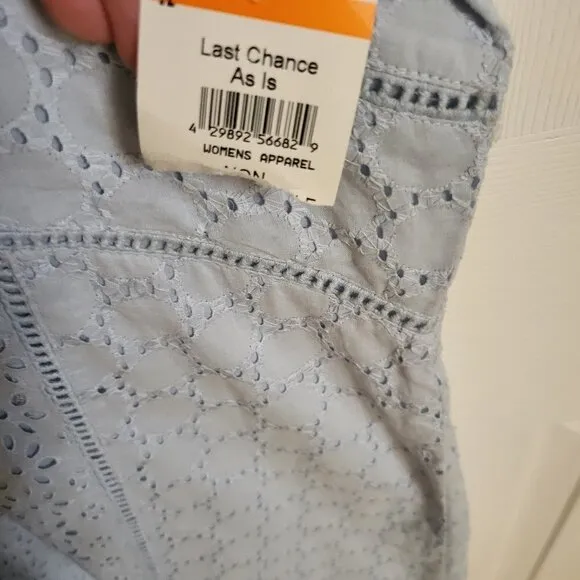 Last Chance
As Is
4 29892 56682 9
WOMENS APPAREL